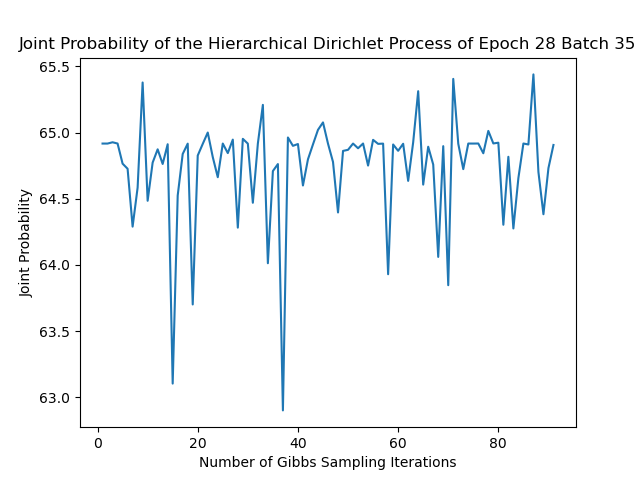 Joint Probability of the Hierarchical Dirichlet Process of Epoch 28 Batch 35
65.5
65.0
64.5
64.0
63.5
63.0
Joint Probability
0 20 40 60 80
Number of Gibbs Sampling Iterations